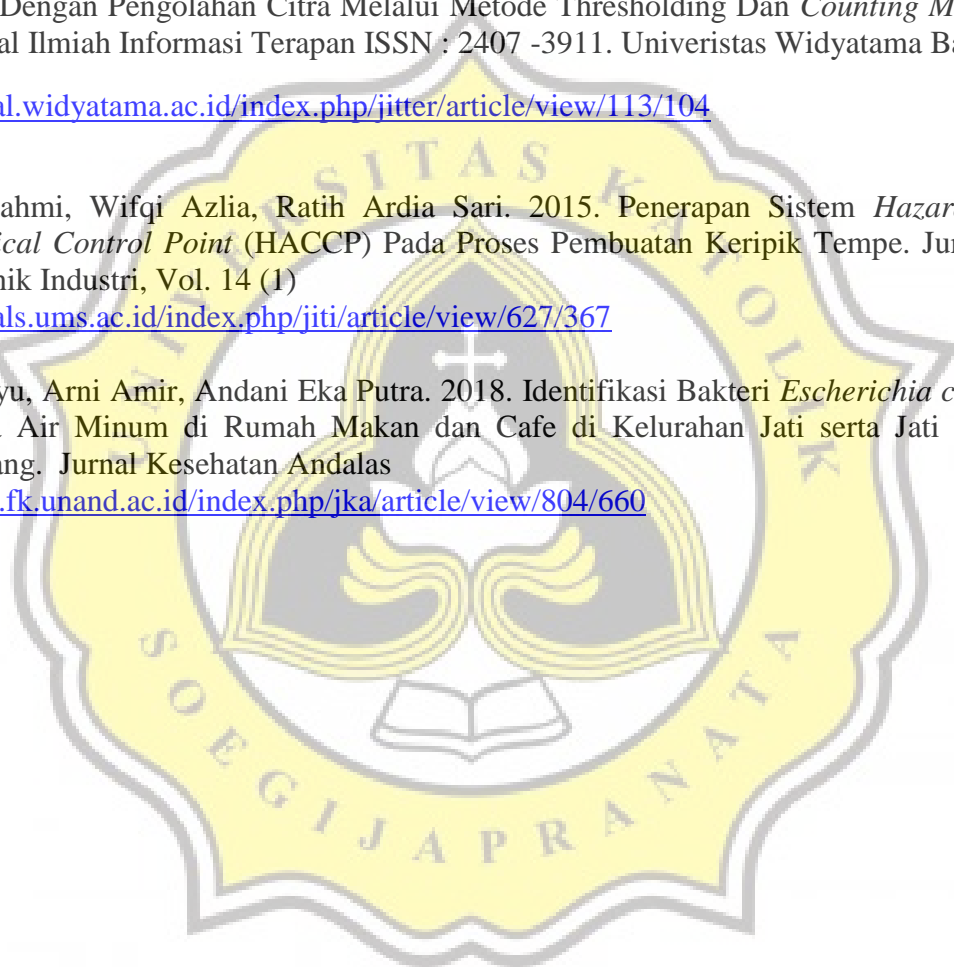 Dengan Pengolahan Citra Melalui Metode Thresholding Dan Counting M
al Ilmiah Informasi Terapan ISSN : 2407 -3911. Univeristas Widyatama Ba
al.widyatama.ac.id/index.php/jitter/article/view/113/104
ahmi, Wifqi Azlia, Ratih Ardia Sari. 2015. Penerapan Sistem Hazar
ical Control Point (HACCP) Pada Proses Pembuatan Keripik Tempe. Jur
nik Industri, Vol. 14 (1)
als.ums.ac.id/index.php/jiti/article/view/627/367
yu, Arni Amir, Andani Eka Putra. 2018. Identifikasi Bakteri Escherichia c
Air Minum di Rumah Makan dan Cafe di Kelurahan Jati serta Jati
ang. Jurnal Kesehatan Andalas
.fk.unand.ac.id/index.php/jka/article/view/804/660
UNIVERSITAS KATOLIK
SOEGIJAPRANATA